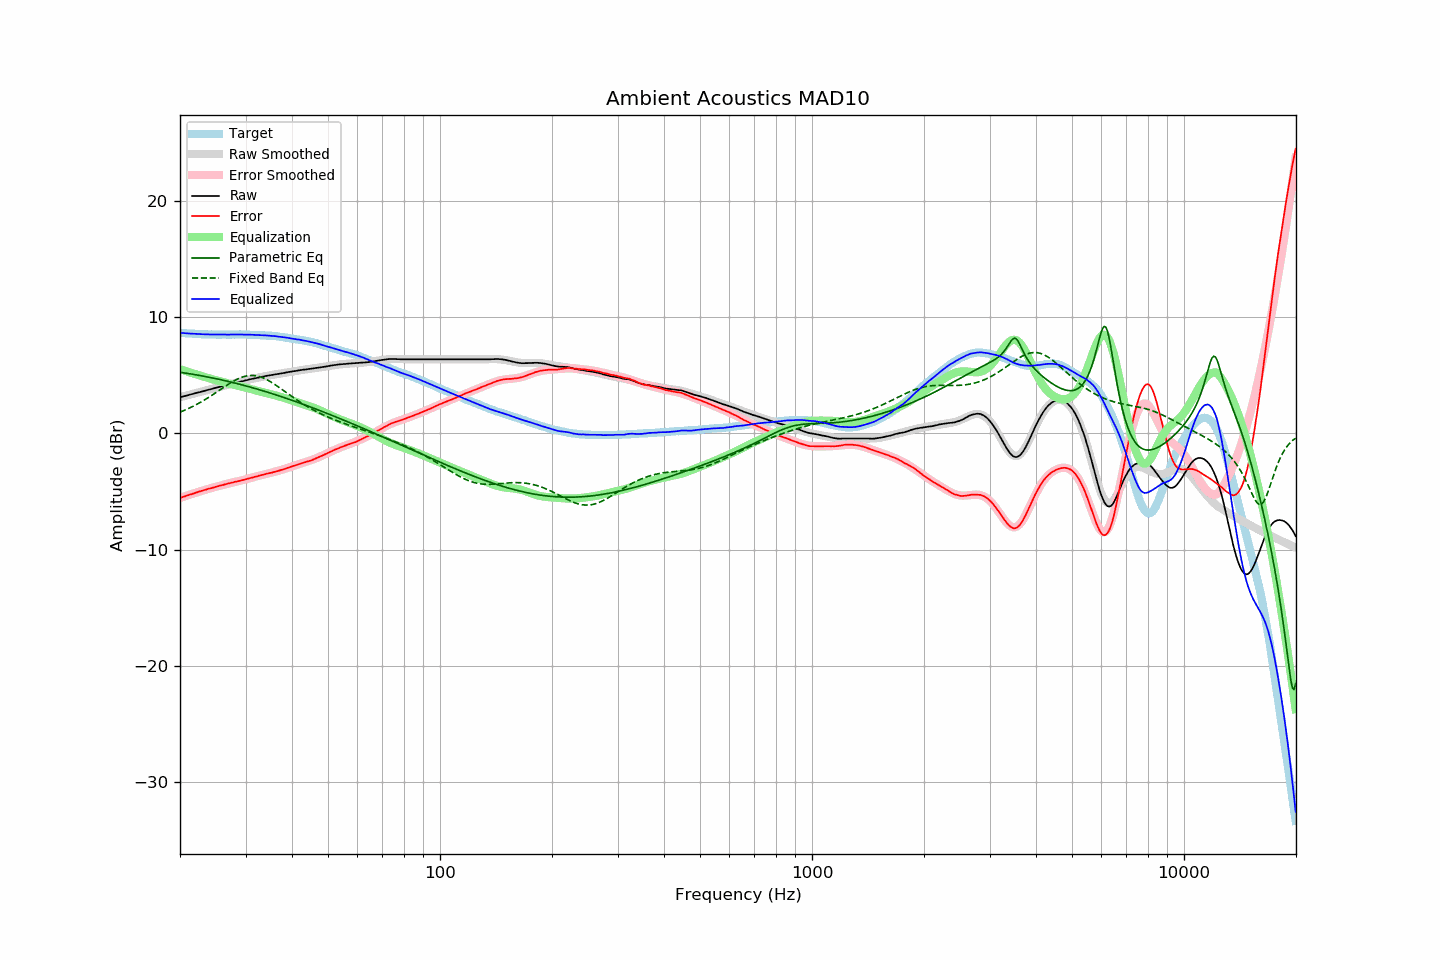 Ambient Acoustics MAD10
Target
Raw Smoothed
Error Smoothed
Raw
Error
Equalization
Parametric Eq
Fixed Band Eq
Equalized
20
10
0
−10
−20
−30
Amplitude (dBr)
100
1000
10000
Frequency (Hz)